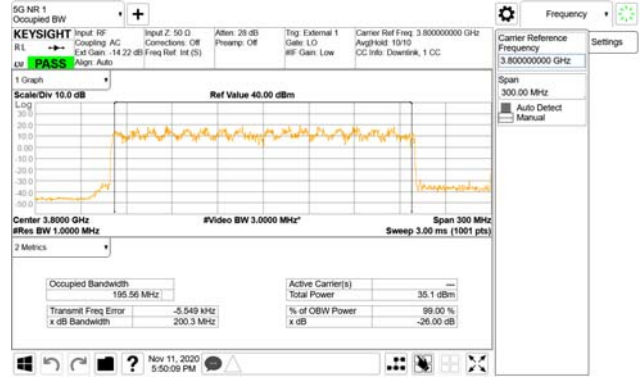 5G NR 1
Occupied BW
+
Frequency
KEYSIGHT
RL
LW PASS
Input: RF
Coupling: AC
Ext Gain: -14.22 dB
Align: Auto
Input Z: 50 Ω
Corrections: Off
Freq Ref: Int (S)
Atten: 28 dB
Preamp: Off
Trig: External 1
Gate: LO
#IF Gain: Low
Carrier Ref Freq: 3.800000000 GHz
Avg|Hold: 10/10
CC Info: Downlink, 1 CC
Carrier Reference
Frequency
3.800000000 GHz
Settings
Span
300.00 MHz
Auto Detect
Manual
1 Graph
Scale/Div 10.0 dB
Ref Value 40.00 dBm
Log
30.0
20.0
10.0
0.00
-10.0
-20.0
-30.0
-40.0
-50.0
Center 3.8000 GHz
#Video BW 3.0000 MHz*
Span 300 MHz
#Res BW 1.0000 MHz
Sweep 3.00 ms (1001 pts)
2 Metrics
Occupied Bandwidth
195.56 MHz
Active Carrier(s)
---
Total Power
35.1 dBm
Transmit Freq Error
-5.549 kHz
% of OBW Power
99.00 %
x dB Bandwidth
200.3 MHz
x dB
-26.00 dB
?
Nov 11, 2020
5:50:09 PM